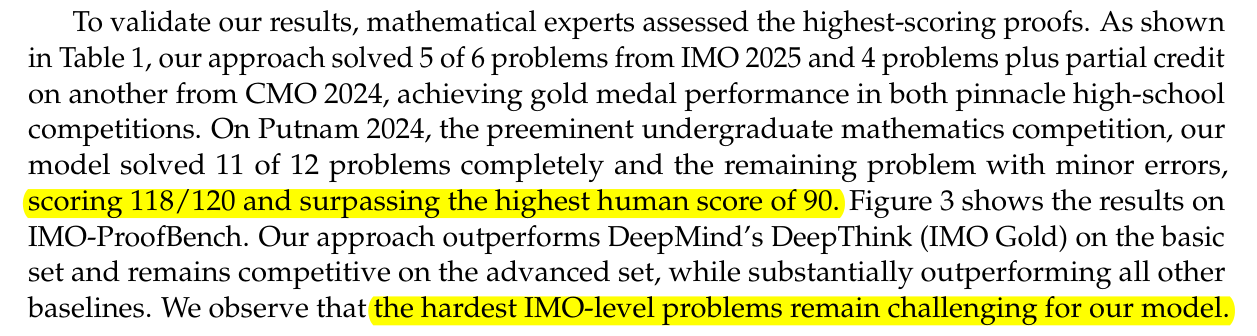 To validate our results, mathematical experts assessed the highest-scoring proofs. As shown
in Table 1, our approach solved 5 of 6 problems from IMO 2025 and 4 problems plus partial credit
on another from CMO 2024, achieving gold medal performance in both pinnacle high-school
competitions. On Putnam 2024, the preeminent undergraduate mathematics competition, our
model solved 11 of 12 problems completely and the remaining problem with minor errors,
scoring 118/120 and surpassing the highest human score of 90. Figure 3 shows the results on
IMO-ProofBench. Our approach outperforms DeepMind's DeepThink (IMO Gold) on the basic
set and remains competitive on the advanced set, while substantially outperforming all other
baselines. We observe that the hardest IMO-level problems remain challenging for our model.